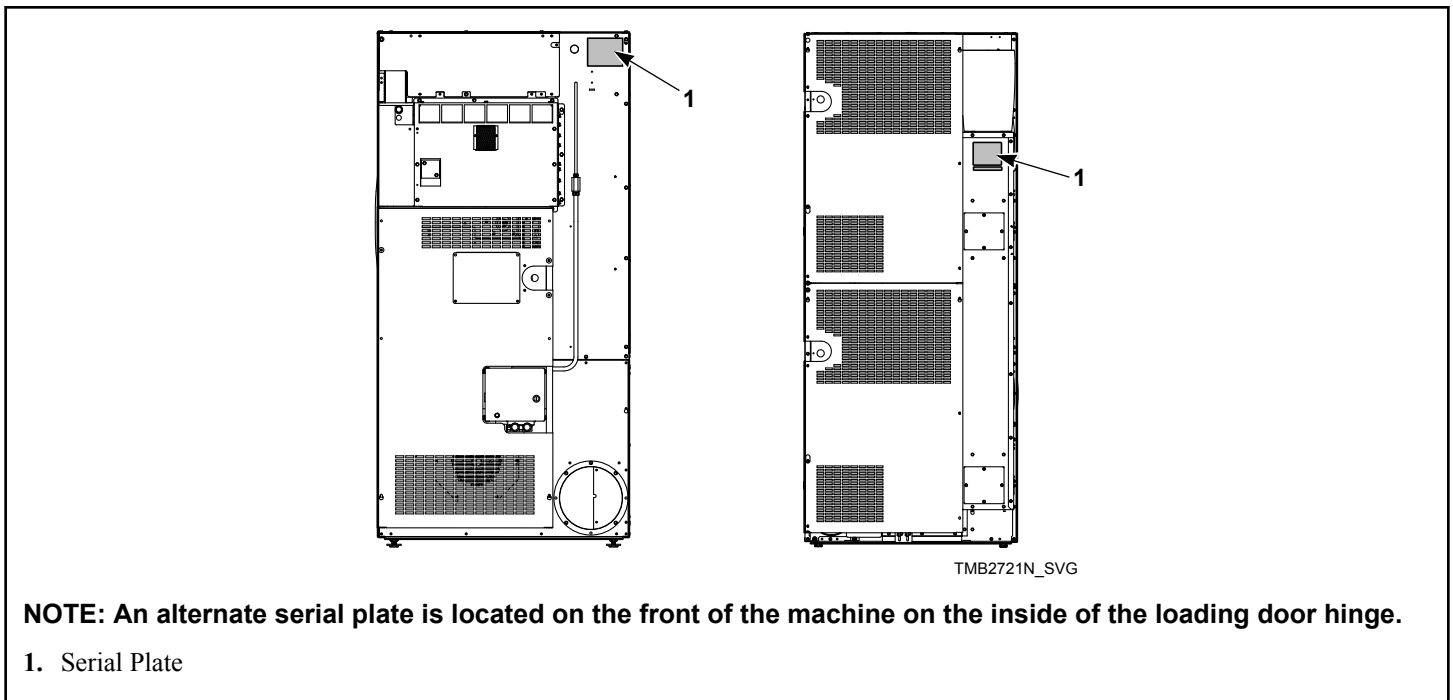 1
1
TMB2721N_SVG
NOTE: An alternate serial plate is located on the front of the machine on the inside of the loading door hinge.
1. Serial Plate